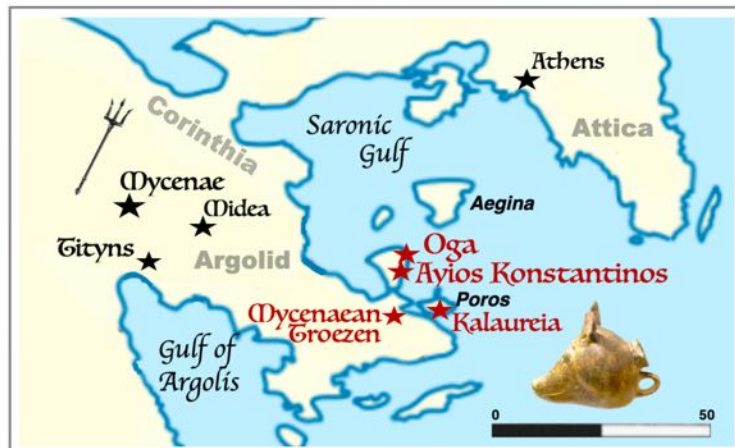 Athens
Corinthia
Saronic
Gulf
Attica
Mycenae
Midea
Aegina
Tityns
Argolid
Oga
Ayios Konstantinos
Mycenaean
Troezen
Poros
Kalaureia
Gulf of
Argolis
0
50